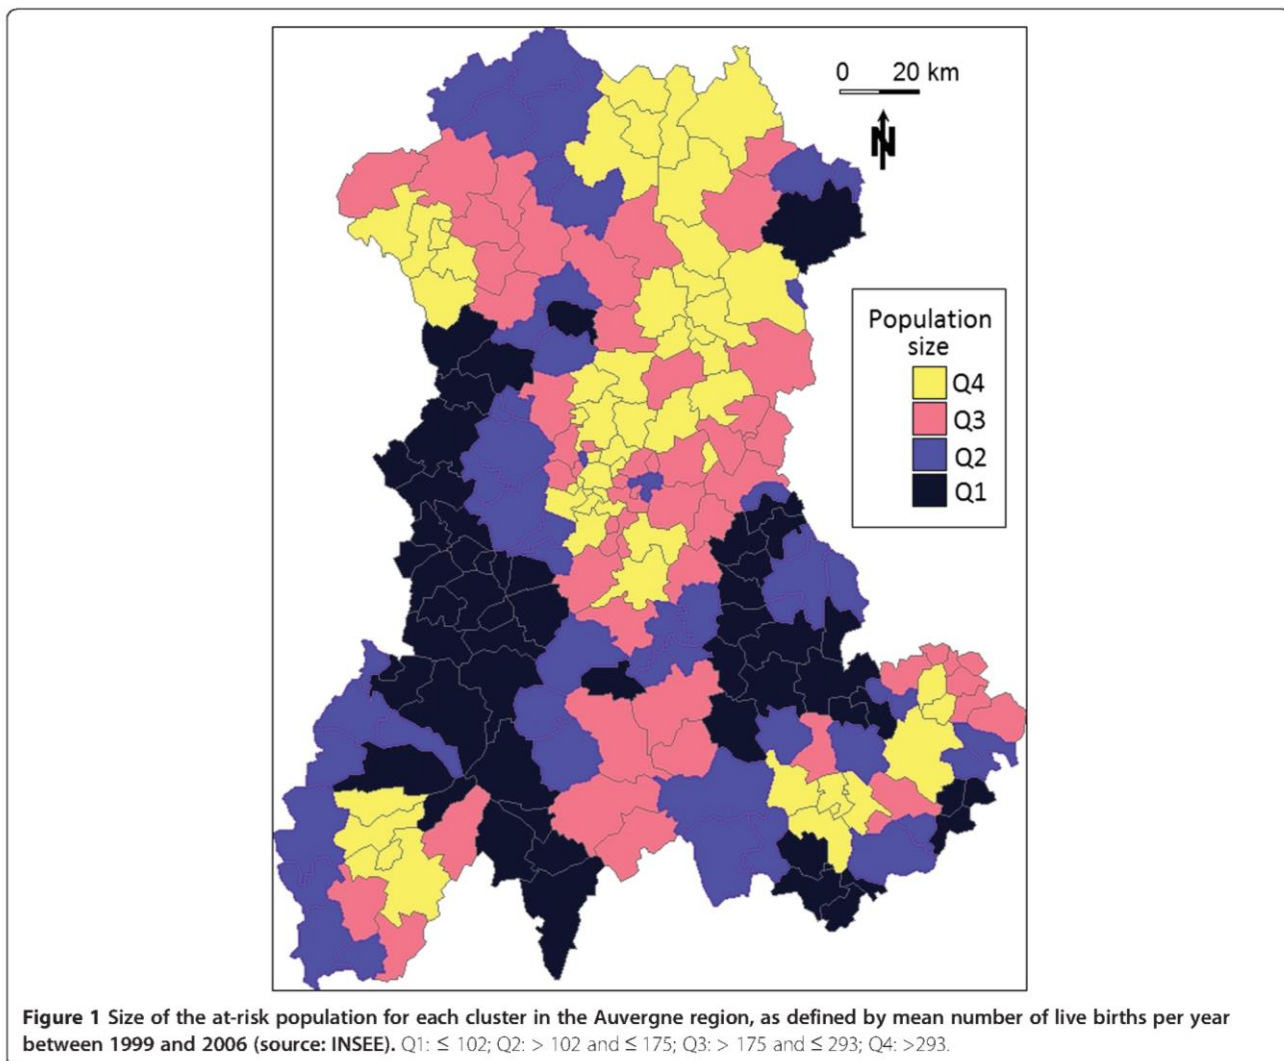 0 20 km
N
Population
size
Q4
Q3
Q2
Q1
Figure 1 Size of the at-risk population for each cluster in the Auvergne region, as defined by mean number of live births per year
between 1999 and 2006 (source: INSEE). Q1: ≤ 102; Q2: > 102 and ≤ 175; Q3: > 175 and ≤ 293; Q4: >293.